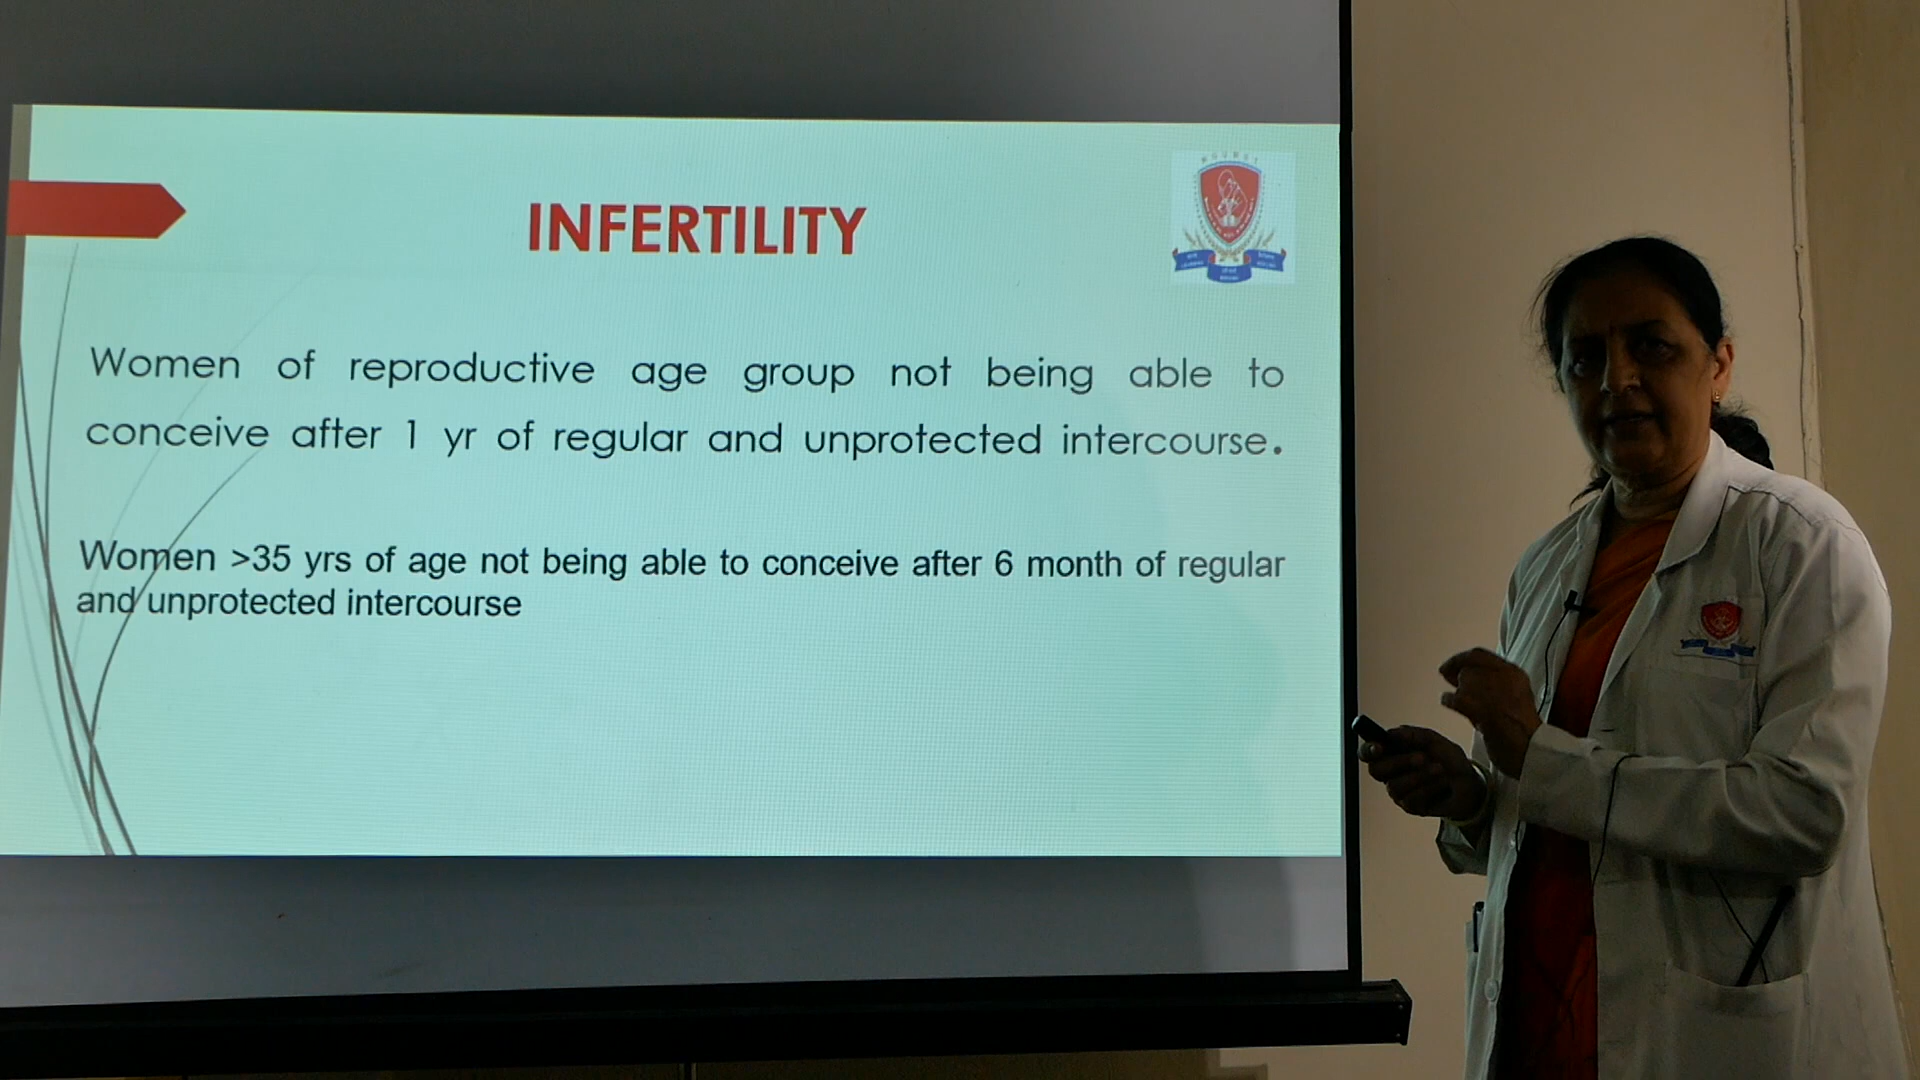 INFERTILITY
Women of reproductive age group not being able to
conceive after 1 yr of regular and unprotected intercourse.
Women >35 yrs of age not being able to conceive after 6 month of regular
and unprotected intercourse